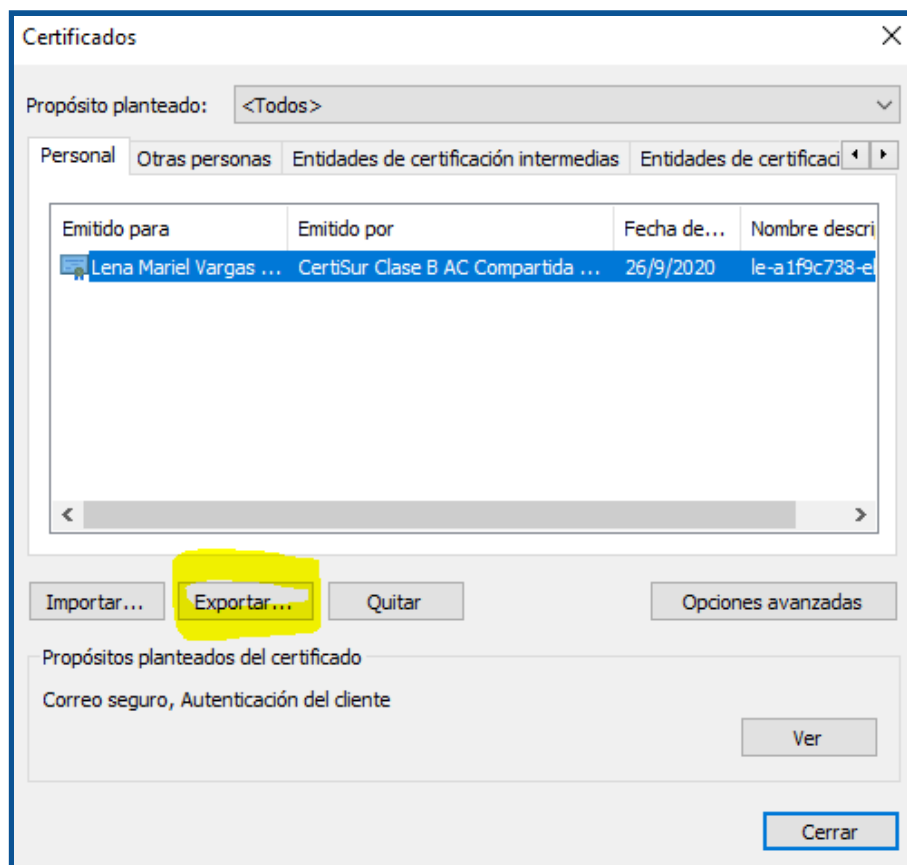 Certificados
Propósito planteado: <Todos>
Personal Otras personas Entidades de certificación intermedias Entidades de certificaci
Emitido para Emitido por Fecha de... Nombre descri
Lena Mariel Vargas ... CertiSur Clase B AC Compartida ... 26/9/2020 le-a1f9c738-el
Importar... Exportar... Quitar Opciones avanzadas
Propósitos planteados del certificado
Correo seguro, Autenticación del cliente
Ver
Cerrar